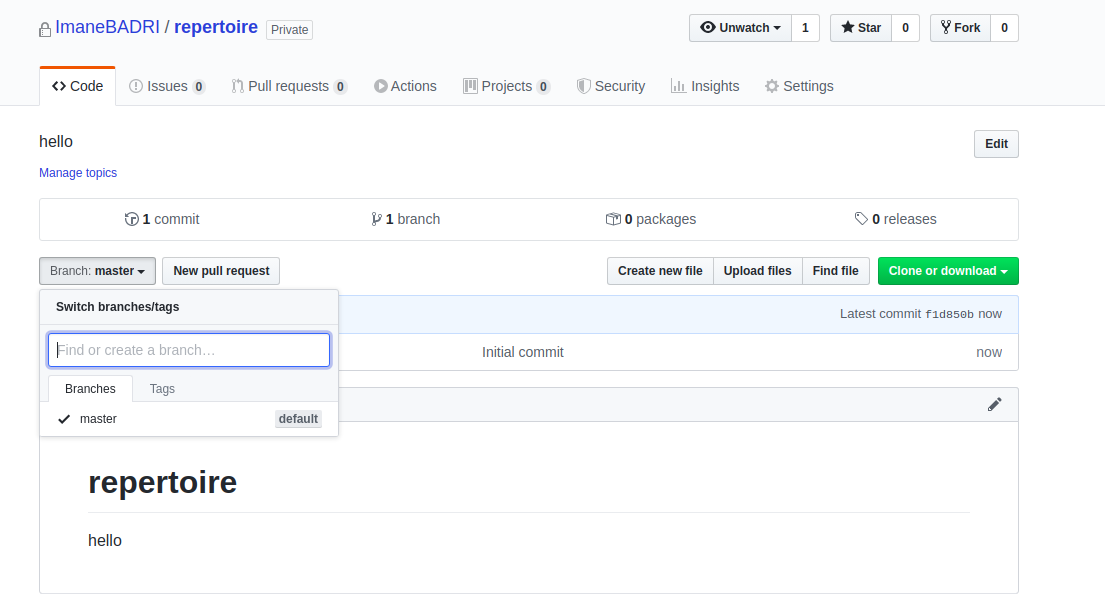 ImaneBADRI / repertoire Private Unwatch 1 Star 0 Fork 0
Code Issues 0 Pull requests 0 Actions Projects 0 Security Insights Settings
hello Edit
Manage topics
1 commit 1 branch 0 packages 0 releases
Branch: master New pull request Create new file Upload files Find file Clone or download
Switch branches/tags
Latest commit f1d850b now
Find or create a branch…
Initial commit now
Branches Tags
master default
repertoire
hello